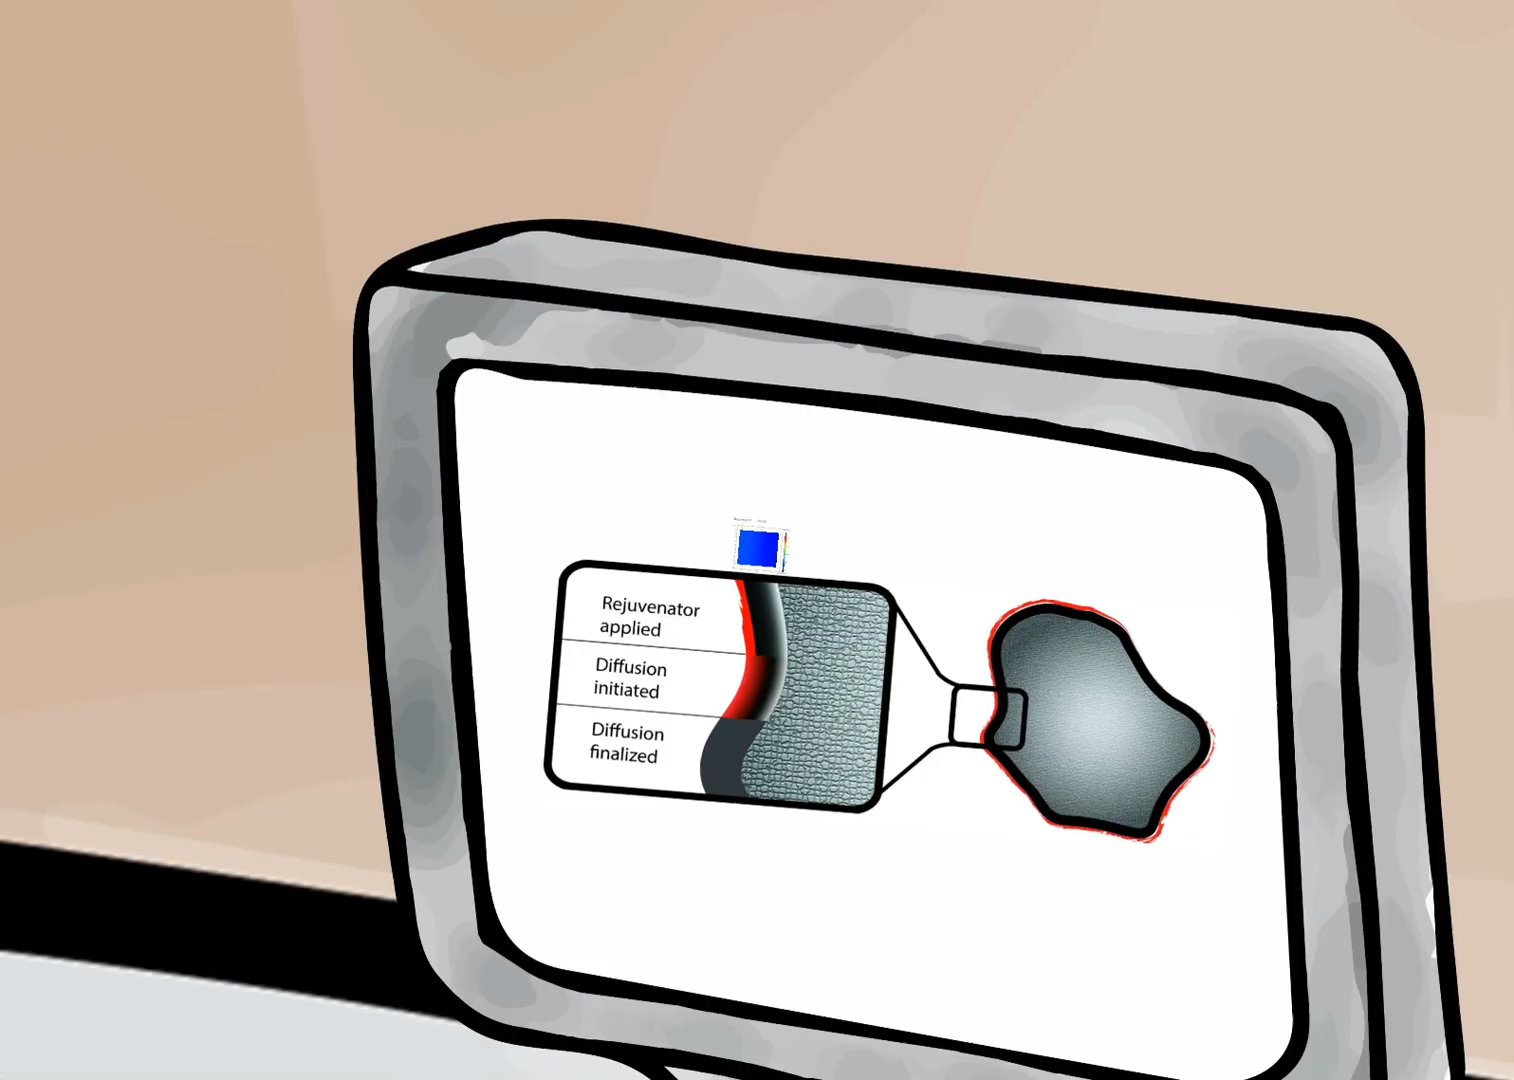 Rejuvenator
applied
Diffusion
initiated
Diffusion
finalized